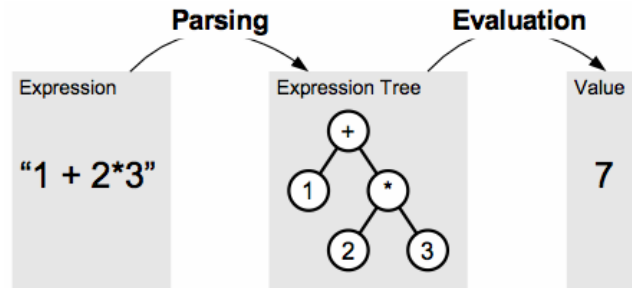 Parsing
Evaluation
Expression
Expression Tree
Value
“1 + 2*3”
+
1
*
2
3
7